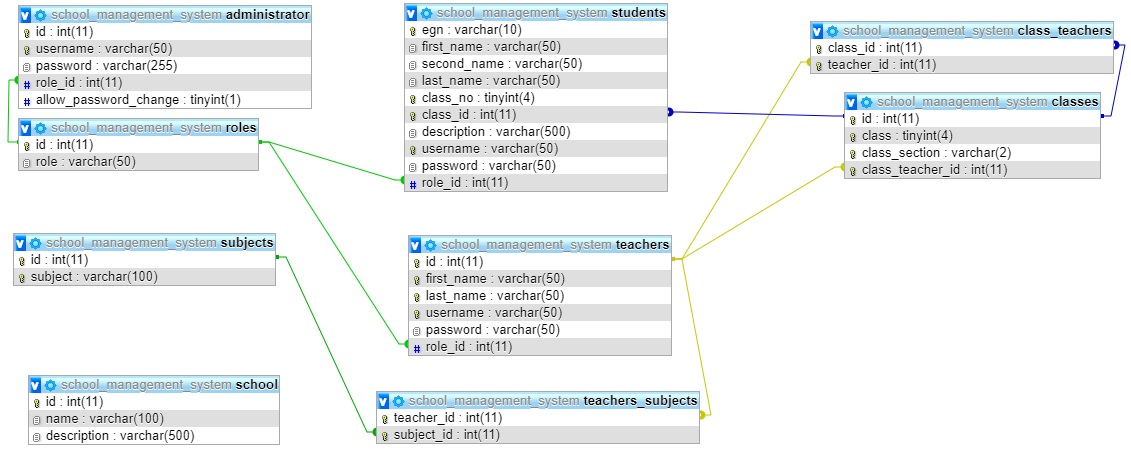 school_management_system administrator
id : int(11)
username : varchar(50)
password : varchar(255)
role_id : int(11)
allow_password_change : tinyint(1)
school_management_system roles
id : int(11)
role : varchar(50)
school_management_system students
egn : varchar(10)
first_name : varchar(50)
second_name : varchar(50)
last_name : varchar(50)
class_no : tinyint(4)
class_id : int(11)
description : varchar(500)
username : varchar(50)
password : varchar(50)
role_id : int(11)
school_management_system class_teachers
class_id : int(11)
teacher_id : int(11)
school_management_system classes
id : int(11)
class : tinyint(4)
class_section : varchar(2)
class_teacher_id : int(11)
school_management_system subjects
id : int(11)
subject : varchar(100)
school_management_system teachers
id : int(11)
first_name : varchar(50)
last_name : varchar(50)
username : varchar(50)
password : varchar(50)
role_id : int(11)
school_management_system school
id : int(11)
name : varchar(100)
description : varchar(500)
school_management_system teachers_subjects
teacher_id : int(11)
subject_id : int(11)